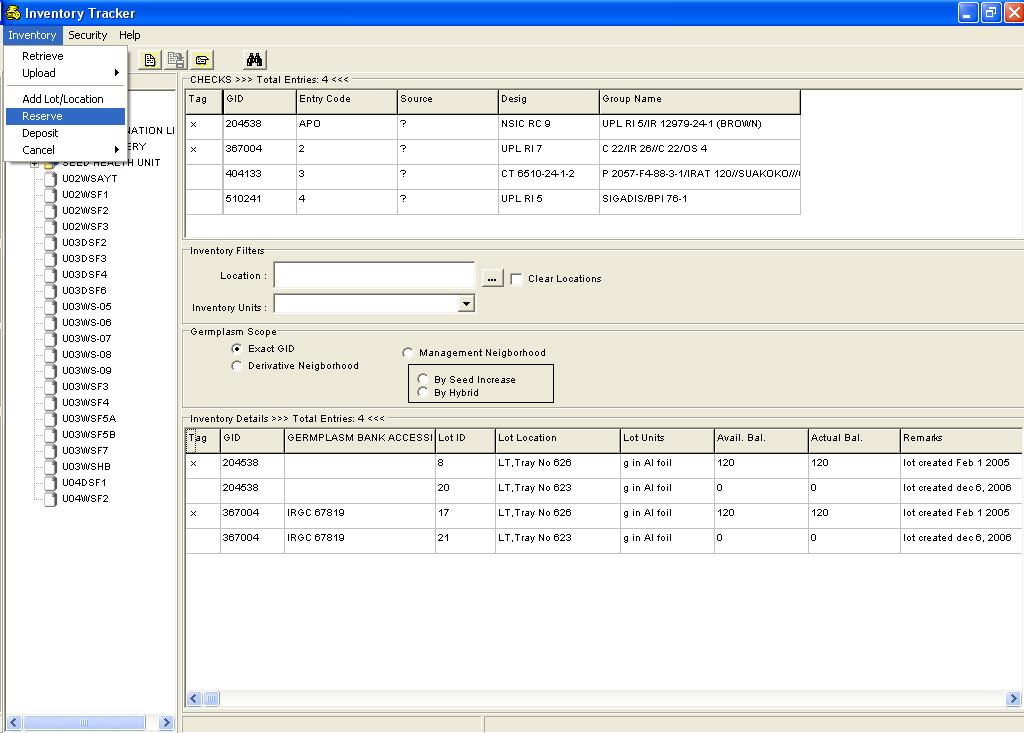 Inventory Tracker
Inventory Security Help
Retrieve
Upload
Add Lot/Location
Reserve
Deposit
Cancel
NATION LI
ERY
SEED HEALTH UNIT
U02WSAYT
U02WSF1
U02WSF2
U02WSF3
U03DSF2
U03DSF3
U03DSF4
U03DSF6
U03WS-05
U03WS-06
U03WS-07
U03WS-08
U03WS-09
U03WSF3
U03WSF4
U03WSF5A
U03WSF5B
U03WSF7
U03WSHB
U04DSF1
U04WSF2
CHECKS >>> Total Entries: 4 <<<
Tag GID Entry Code Source Desig Group Name
x 204538 APO ? NSIC RC 9 UPL RI 5/IR 12979-24-1 (BROWN)
x 367004 2 ? UPL RI 7 C 22/IR 26//C 22/OS 4
404133 3 ? CT 6510-24-1-2 P 2057-F4-88-3-1/IRAT 120//SUAKOKO///
510241 4 ? UPL RI 5 SIGADIS/BPI 76-1
Inventory Filters
Location : ... Clear Locations
Inventory Units :
Germplasm Scope
Exact GID
Derivative Neigborhood
Management Neigborhood
By Seed Increase
By Hybrid
Inventory Details >>> Total Entries: 4 <<<
Tag GID GERMPLASM BANK ACCESSI Lot ID Lot Location Lot Units Avail. Bal. Actual Bal. Remarks
x 204538 8 LT,Tray No 626 g in Al foil 120 120 lot created Feb 1 2005
204538 20 LT,Tray No 623 g in Al foil 0 0 lot created dec 6, 2006
x 367004 IRGC 67819 17 LT,Tray No 626 g in Al foil 120 120 lot created Feb 1 2005
367004 IRGC 67819 21 LT,Tray No 623 g in Al foil 0 0 lot created dec 6, 2006